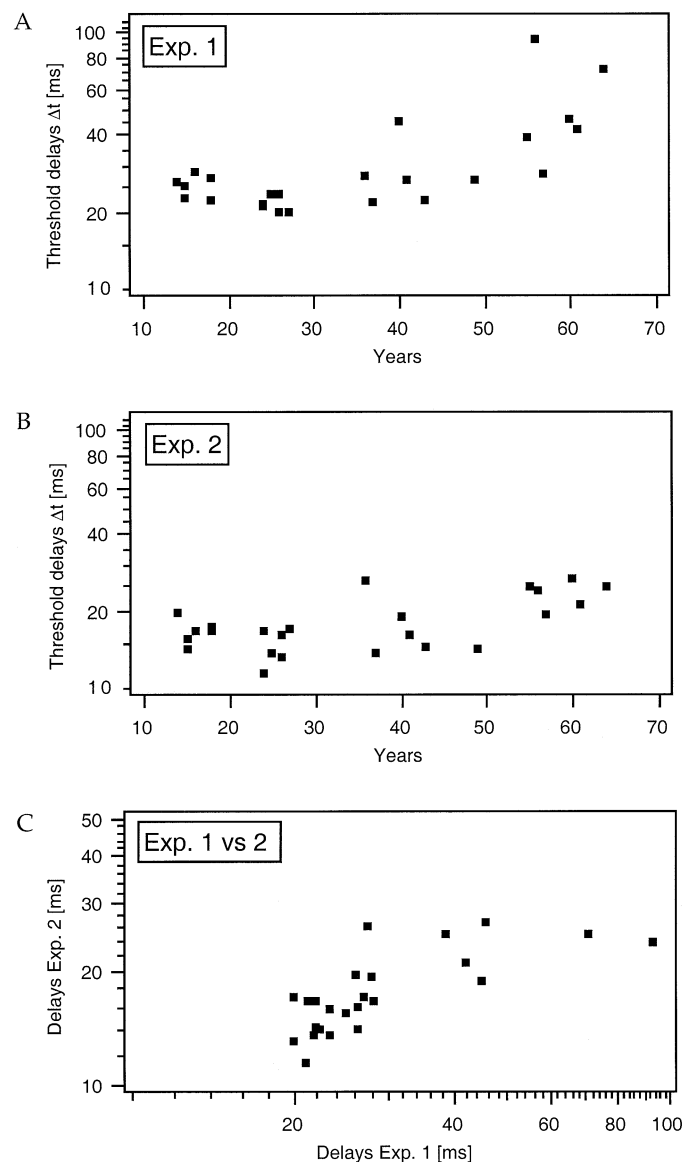 A
Exp. 1
Threshold delays Δt [ms]
100
80
60
40
20
10
10 20 30 40 50 60 70
Years
B
Exp. 2
Threshold delays Δt [ms]
100
80
60
40
20
10
10 20 30 40 50 60 70
Years
C
Exp. 1 vs 2
Delays Exp. 2 [ms]
50
40
30
20
10
20 40 60 80 100
Delays Exp. 1 [ms]